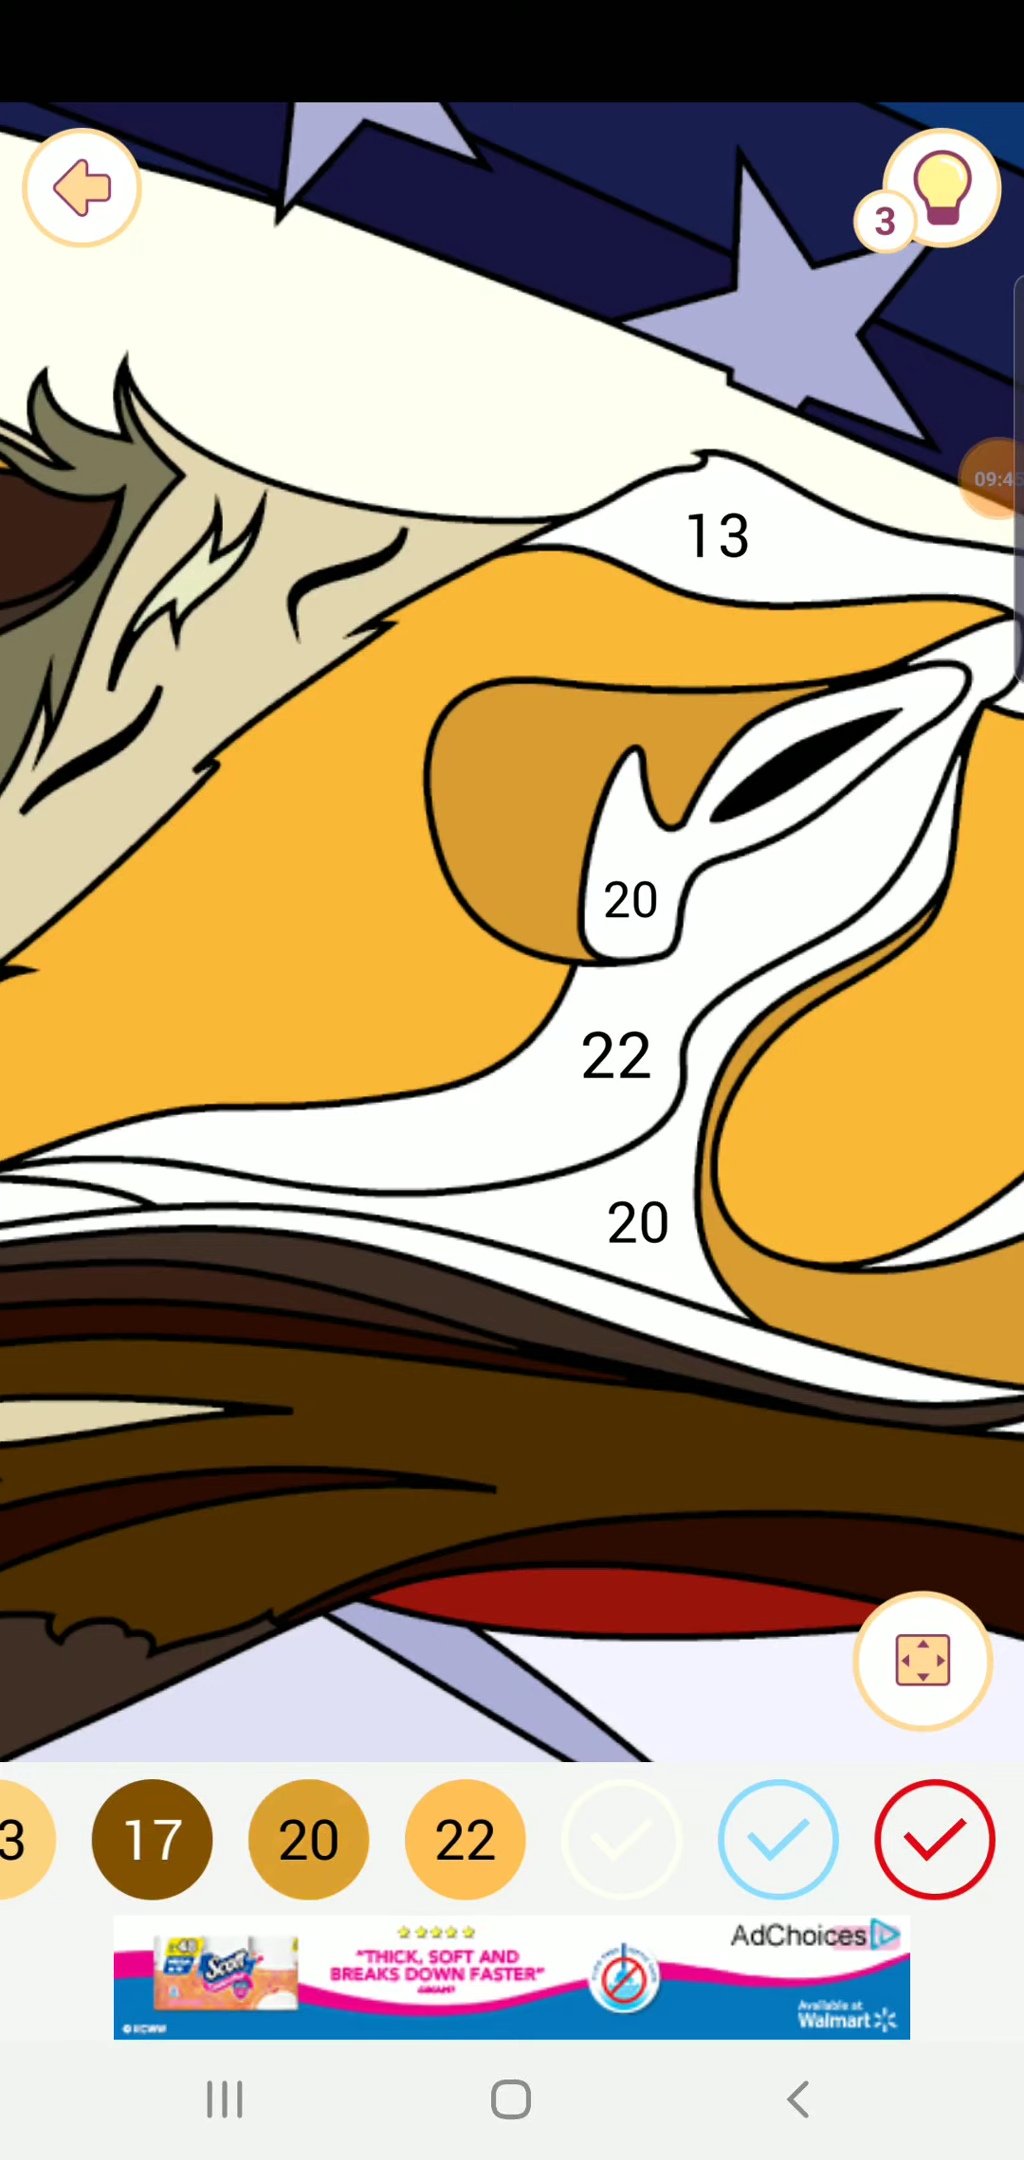 3
09:4
13
20
22
20
3
17
20
22
Scott
"THICK, SOFT AND
BREAKS DOWN FASTER"
AdChoices
Available at
Walmart